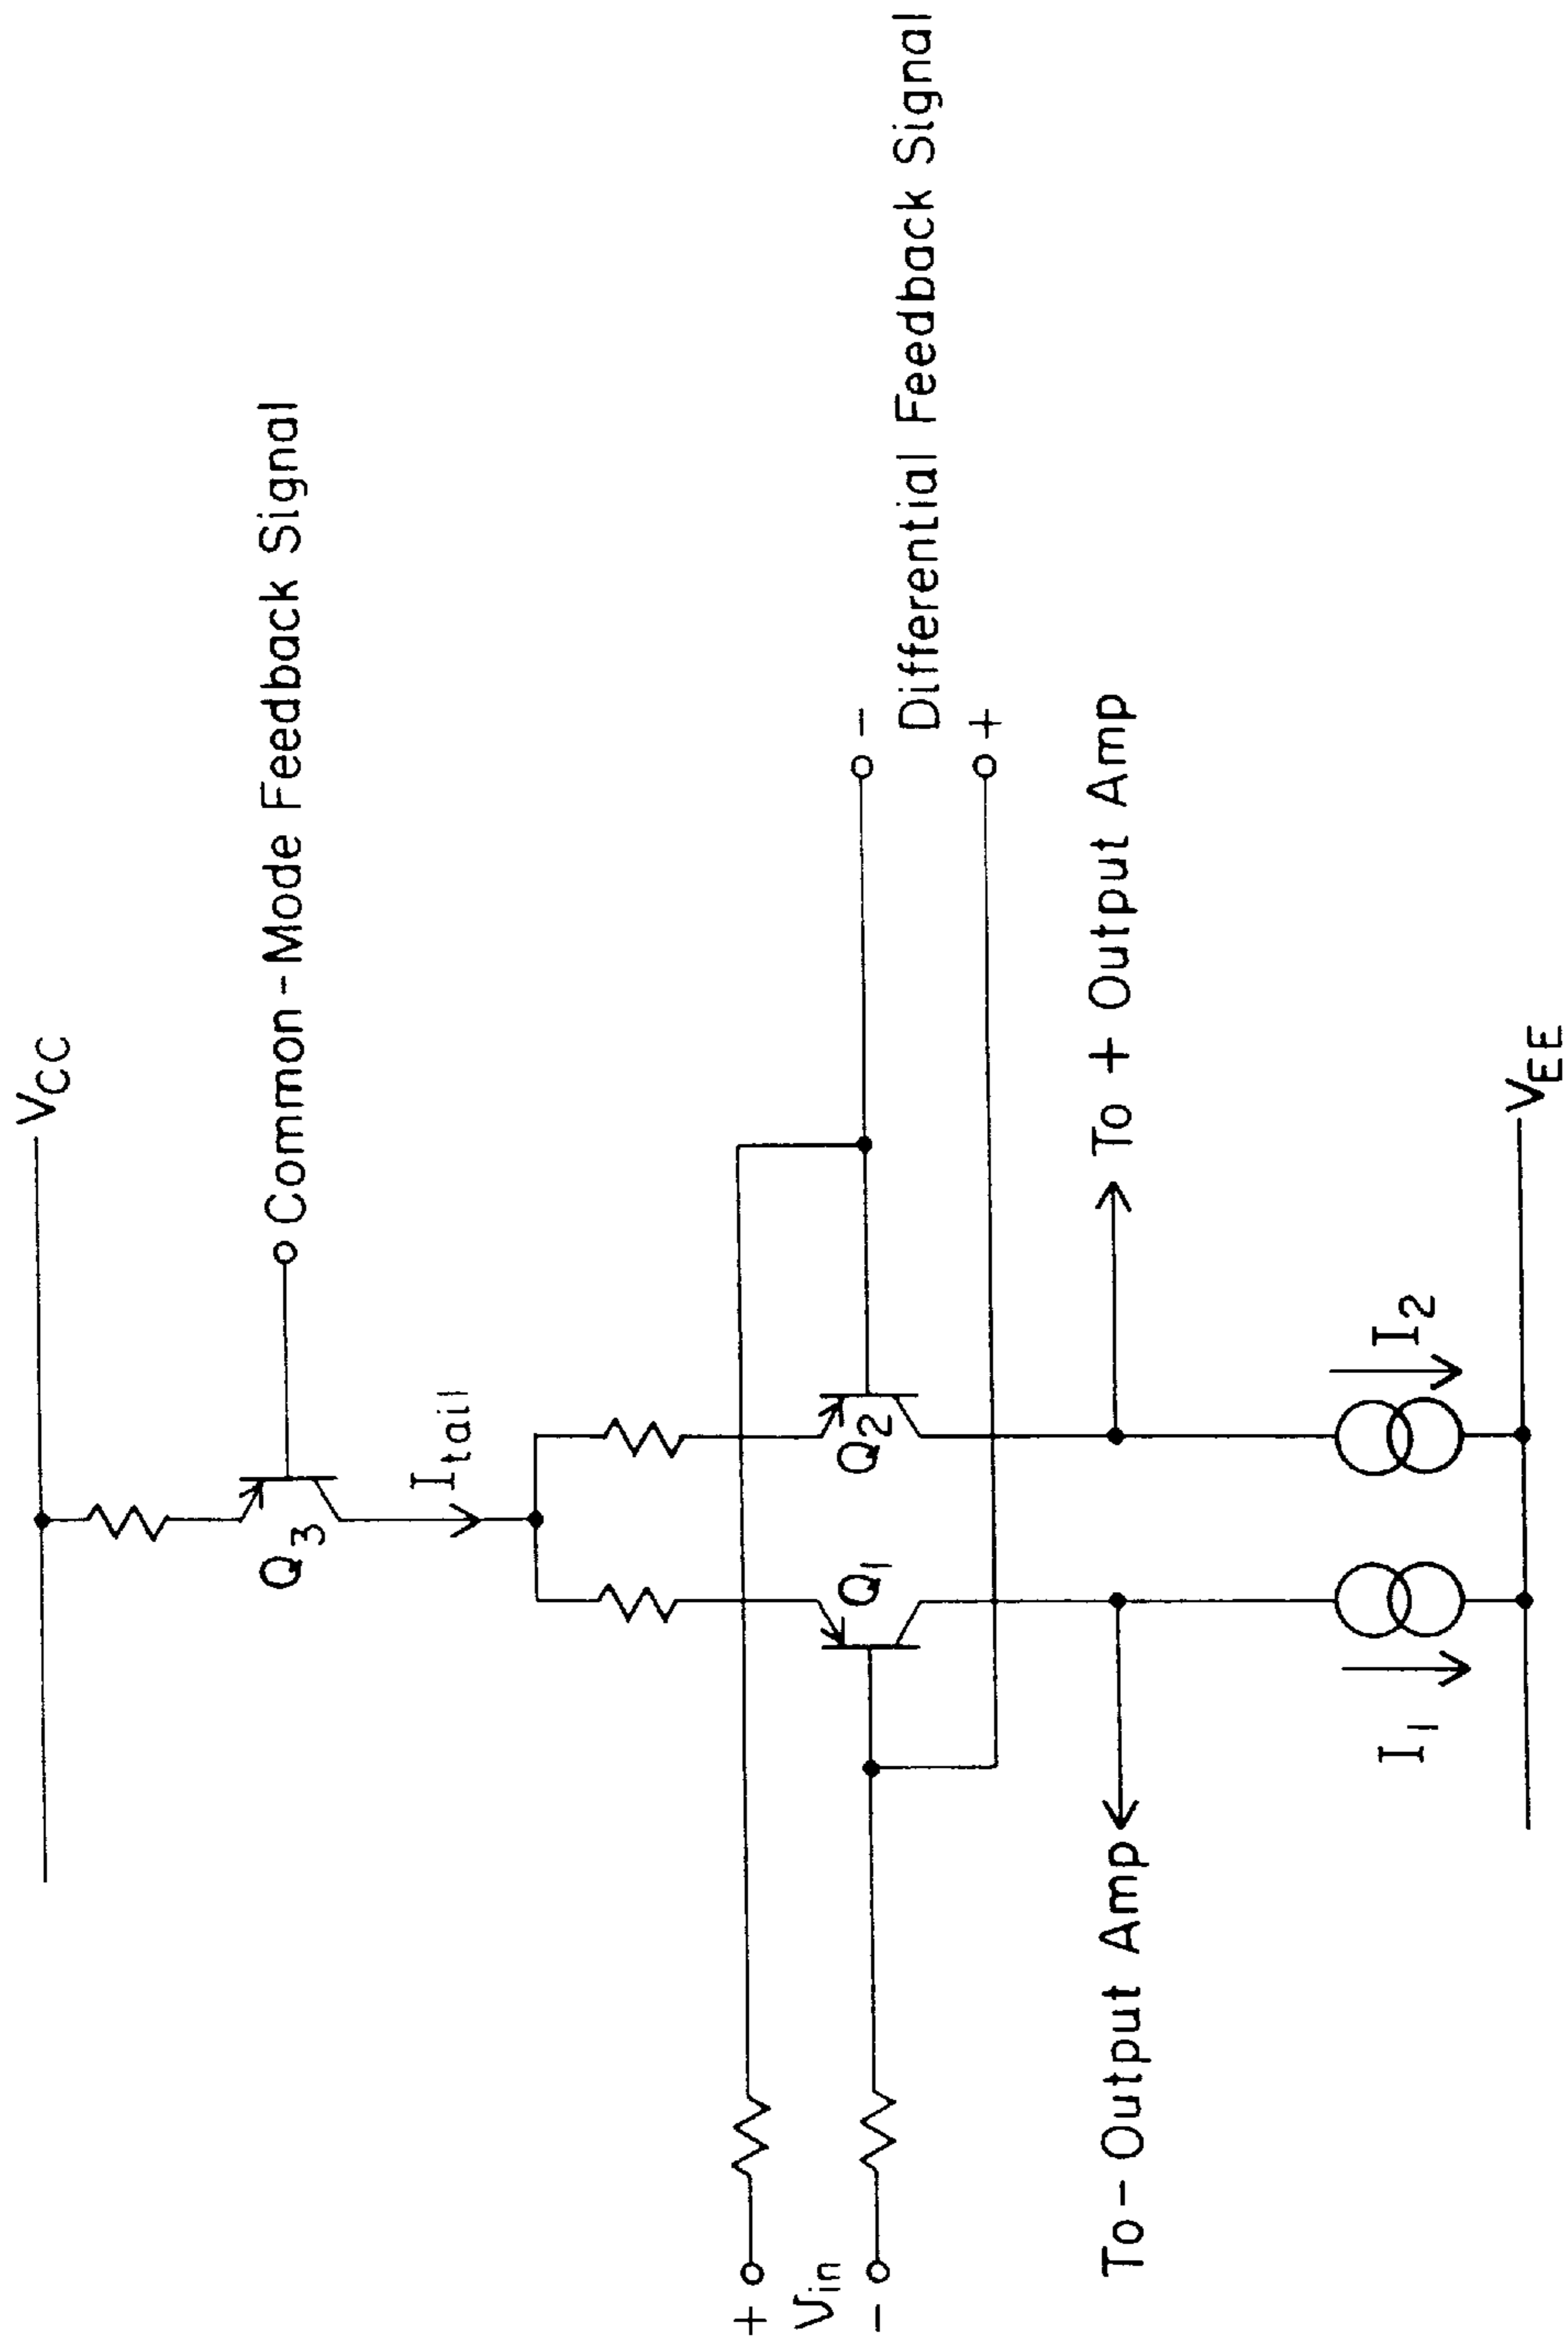 V_CC
Common-Mode Feedback Signal
Q_3
I_tail
+
V_in
-
Q_1
Q_2
-
Differential Feedback Signal
+
To - Output Amp
To + Output Amp
I_1
I_2
V_EE